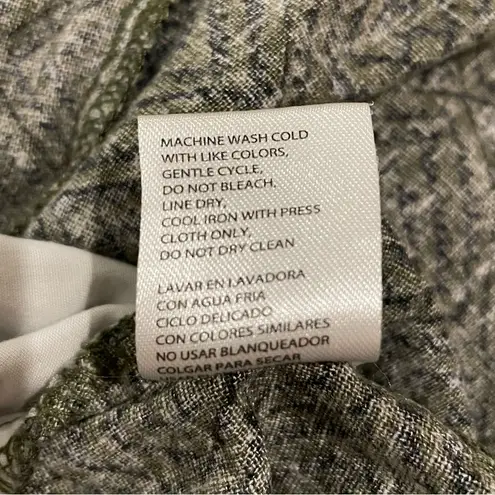 MACHINE WASH COLD
WITH LIKE COLORS,
GENTLE CYCLE,
DO NOT BLEACH,
LINE DRY,
COOL IRON WITH PRESS
CLOTH ONLY,
DO NOT DRY CLEAN
LAVAR EN LAVADORA
CON AGUA FRIA
CICLO DELICADO
CON COLORES SIMILARES
NO USAR BLANQUEADOR
COLGAR PARA SECAR